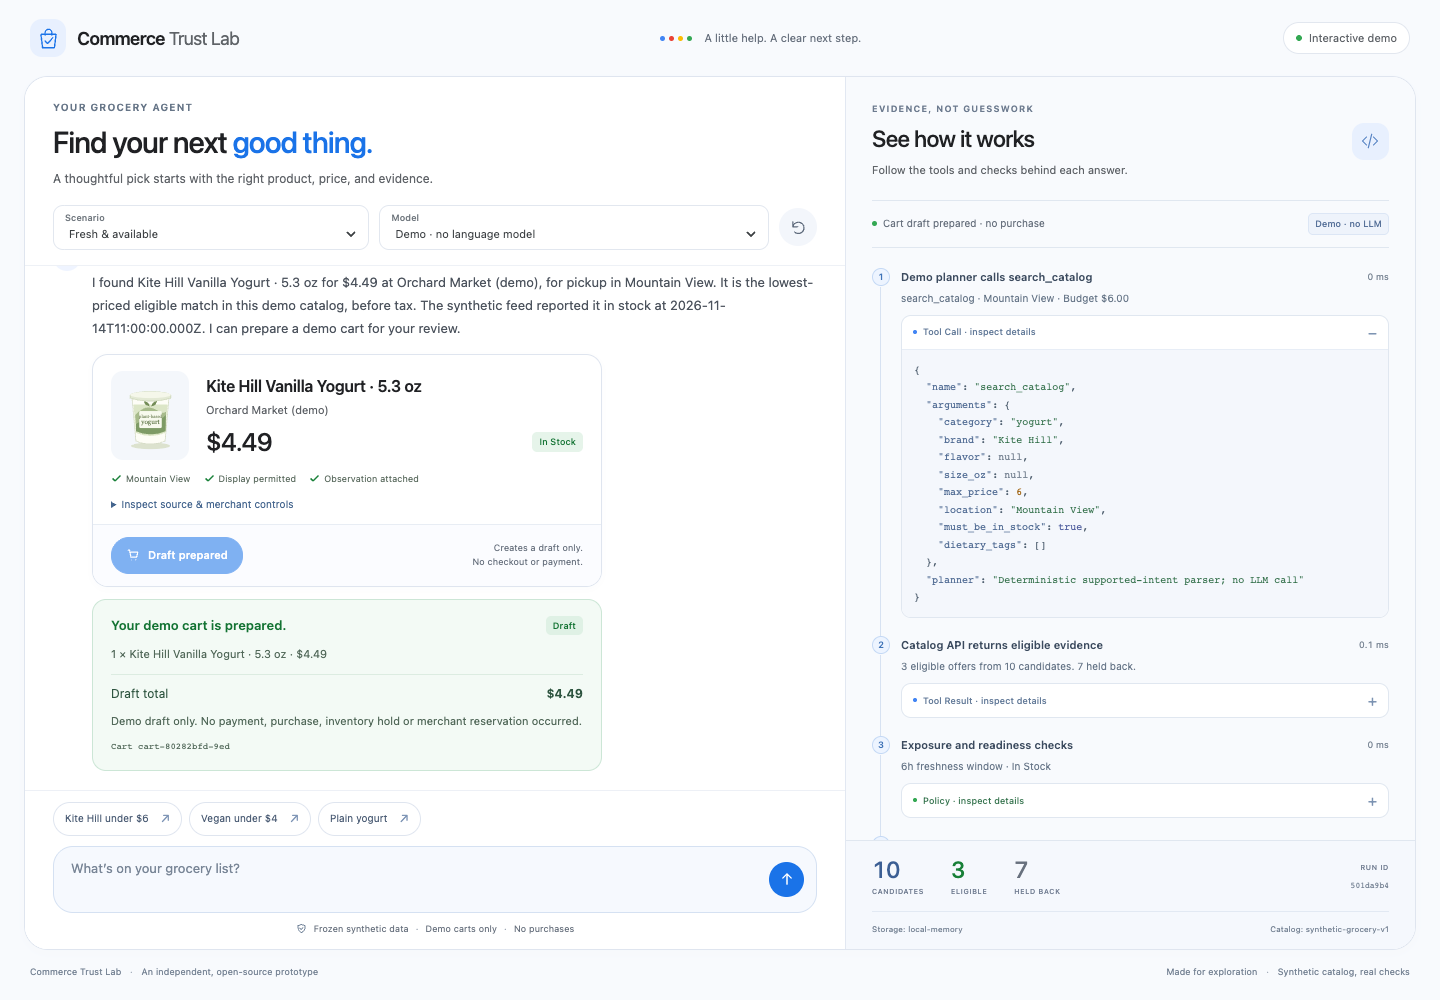 Commerce Trust Lab
A little help. A clear next step.
Interactive demo
YOUR GROCERY AGENT
Find your next good thing.
A thoughtful pick starts with the right product, price, and evidence.
Scenario
Fresh & available
Model
Demo · no language model
I found Kite Hill Vanilla Yogurt · 5.3 oz for $4.49 at Orchard Market (demo), for pickup in Mountain View. It is the lowest-
priced eligible match in this demo catalog, before tax. The synthetic feed reported it in stock at 2026-11-
14T11:00:00.000Z. I can prepare a demo cart for your review.
plant-based
yogurt
Kite Hill Vanilla Yogurt · 5.3 oz
Orchard Market (demo)
$4.49
In Stock
Mountain View
Display permitted
Observation attached
Inspect source & merchant controls
Draft prepared
Creates a draft only.
No checkout or payment.
Your demo cart is prepared.
Draft
1 × Kite Hill Vanilla Yogurt · 5.3 oz · $4.49
Draft total
$4.49
Demo draft only. No payment, purchase, inventory hold or merchant reservation occurred.
Cart cart-80282bfd-9ed
Kite Hill under $6
Vegan under $4
Plain yogurt
What's on your grocery list?
Frozen synthetic data · Demo carts only · No purchases
EVIDENCE, NOT GUESSWORK
See how it works
Follow the tools and checks behind each answer.
Cart draft prepared · no purchase
Demo · no LLM
1
Demo planner calls search_catalog
0 ms
search_catalog · Mountain View · Budget $6.00
Tool Call · inspect details
{
"name": "search_catalog",
"arguments": {
"category": "yogurt",
"brand": "Kite Hill",
"flavor": null,
"size_oz": null,
"max_price": 6,
"location": "Mountain View",
"must_be_in_stock": true,
"dietary_tags": []
},
"planner": "Deterministic supported-intent parser; no LLM call"
}
2
Catalog API returns eligible evidence
0.1 ms
3 eligible offers from 10 candidates. 7 held back.
Tool Result · inspect details
3
Exposure and readiness checks
0 ms
6h freshness window · In Stock
Policy · inspect details
10
CANDIDATES
3
ELIGIBLE
7
HELD BACK
RUN ID
501da9b4
Storage: local-memory
Catalog: synthetic-grocery-v1
Commerce Trust Lab · An independent, open-source prototype
Made for exploration · Synthetic catalog, real checks